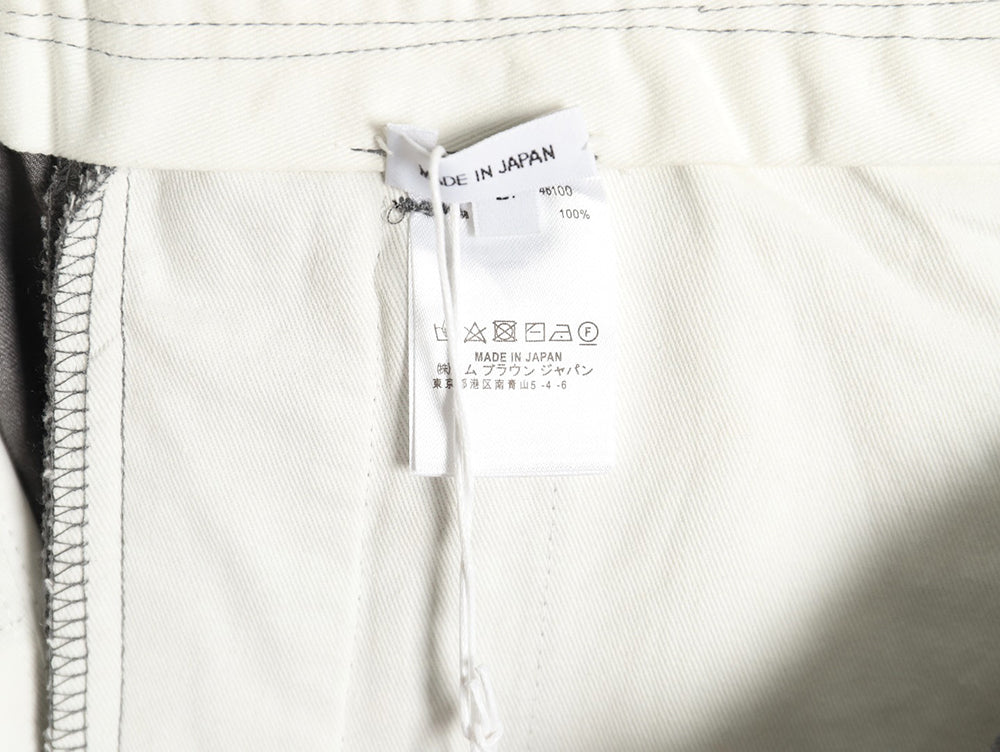 MADE IN JAPAN
46100
100%
F
MADE IN JAPAN
(株) ム ブラウン ジャパン
東京 港区南青山5-4-6